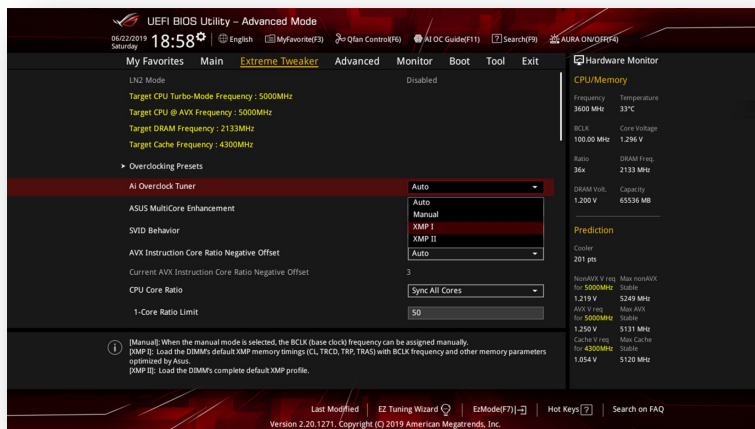 UEFI BIOS Utility – Advanced Mode
06/22/2019 Saturday 18:58 English MyFavorite(F3) Qfan Control(F6) AI OC Guide(F11) ? Search(F9) AURA ON/OFF(F4)
My Favorites Main Extreme Tweaker Advanced Monitor Boot Tool Exit
LN2 Mode Disabled
Target CPU Turbo-Mode Frequency : 5000MHz
Target CPU @ AVX Frequency : 5000MHz
Target DRAM Frequency : 2133MHz
Target Cache Frequency : 4300MHz
Overclocking Presets
Ai Overclock Tuner Auto
Auto
ASUS MultiCore Enhancement
Manual
XMP I
SVID Behavior
XMP II
AVX Instruction Core Ratio Negative Offset Auto
Current AVX Instruction Core Ratio Negative Offset 3
CPU Core Ratio Sync All Cores
1-Core Ratio Limit 50
[Manual]: When the manual mode is selected, the BCLK (base clock) frequency can be assigned manually.
[XMP I]: Load the DIMM's default XMP memory timings (CL, TRCD, TRP, TRAS) with BCLK frequency and other memory parameters
optimized by Asus.
[XMP II]: Load the DIMM's complete default XMP profile.
Hardware Monitor
CPU/Memory
Frequency Temperature
3600 MHz 33°C
BCLK Core Voltage
100.00 MHz 1.296 V
Ratio DRAM Freq.
36x 2133 MHz
DRAM Volt. Capacity
1.200 V 65536 MB
Prediction
Cooler
201 pts
NonAVX V req Max nonAVX
for 5000MHz Stable
1.219 V 5249 MHz
AVX V req Max AVX
for 5000MHz Stable
1.250 V 5131 MHz
Cache V req Max Cache
for 4300MHz Stable
1.054 V 5120 MHz
Last Modified EZ Tuning Wizard EzMode(F7) Hot Keys ? Search on FAQ
Version 2.20.1271. Copyright (C) 2019 American Megatrends, Inc.